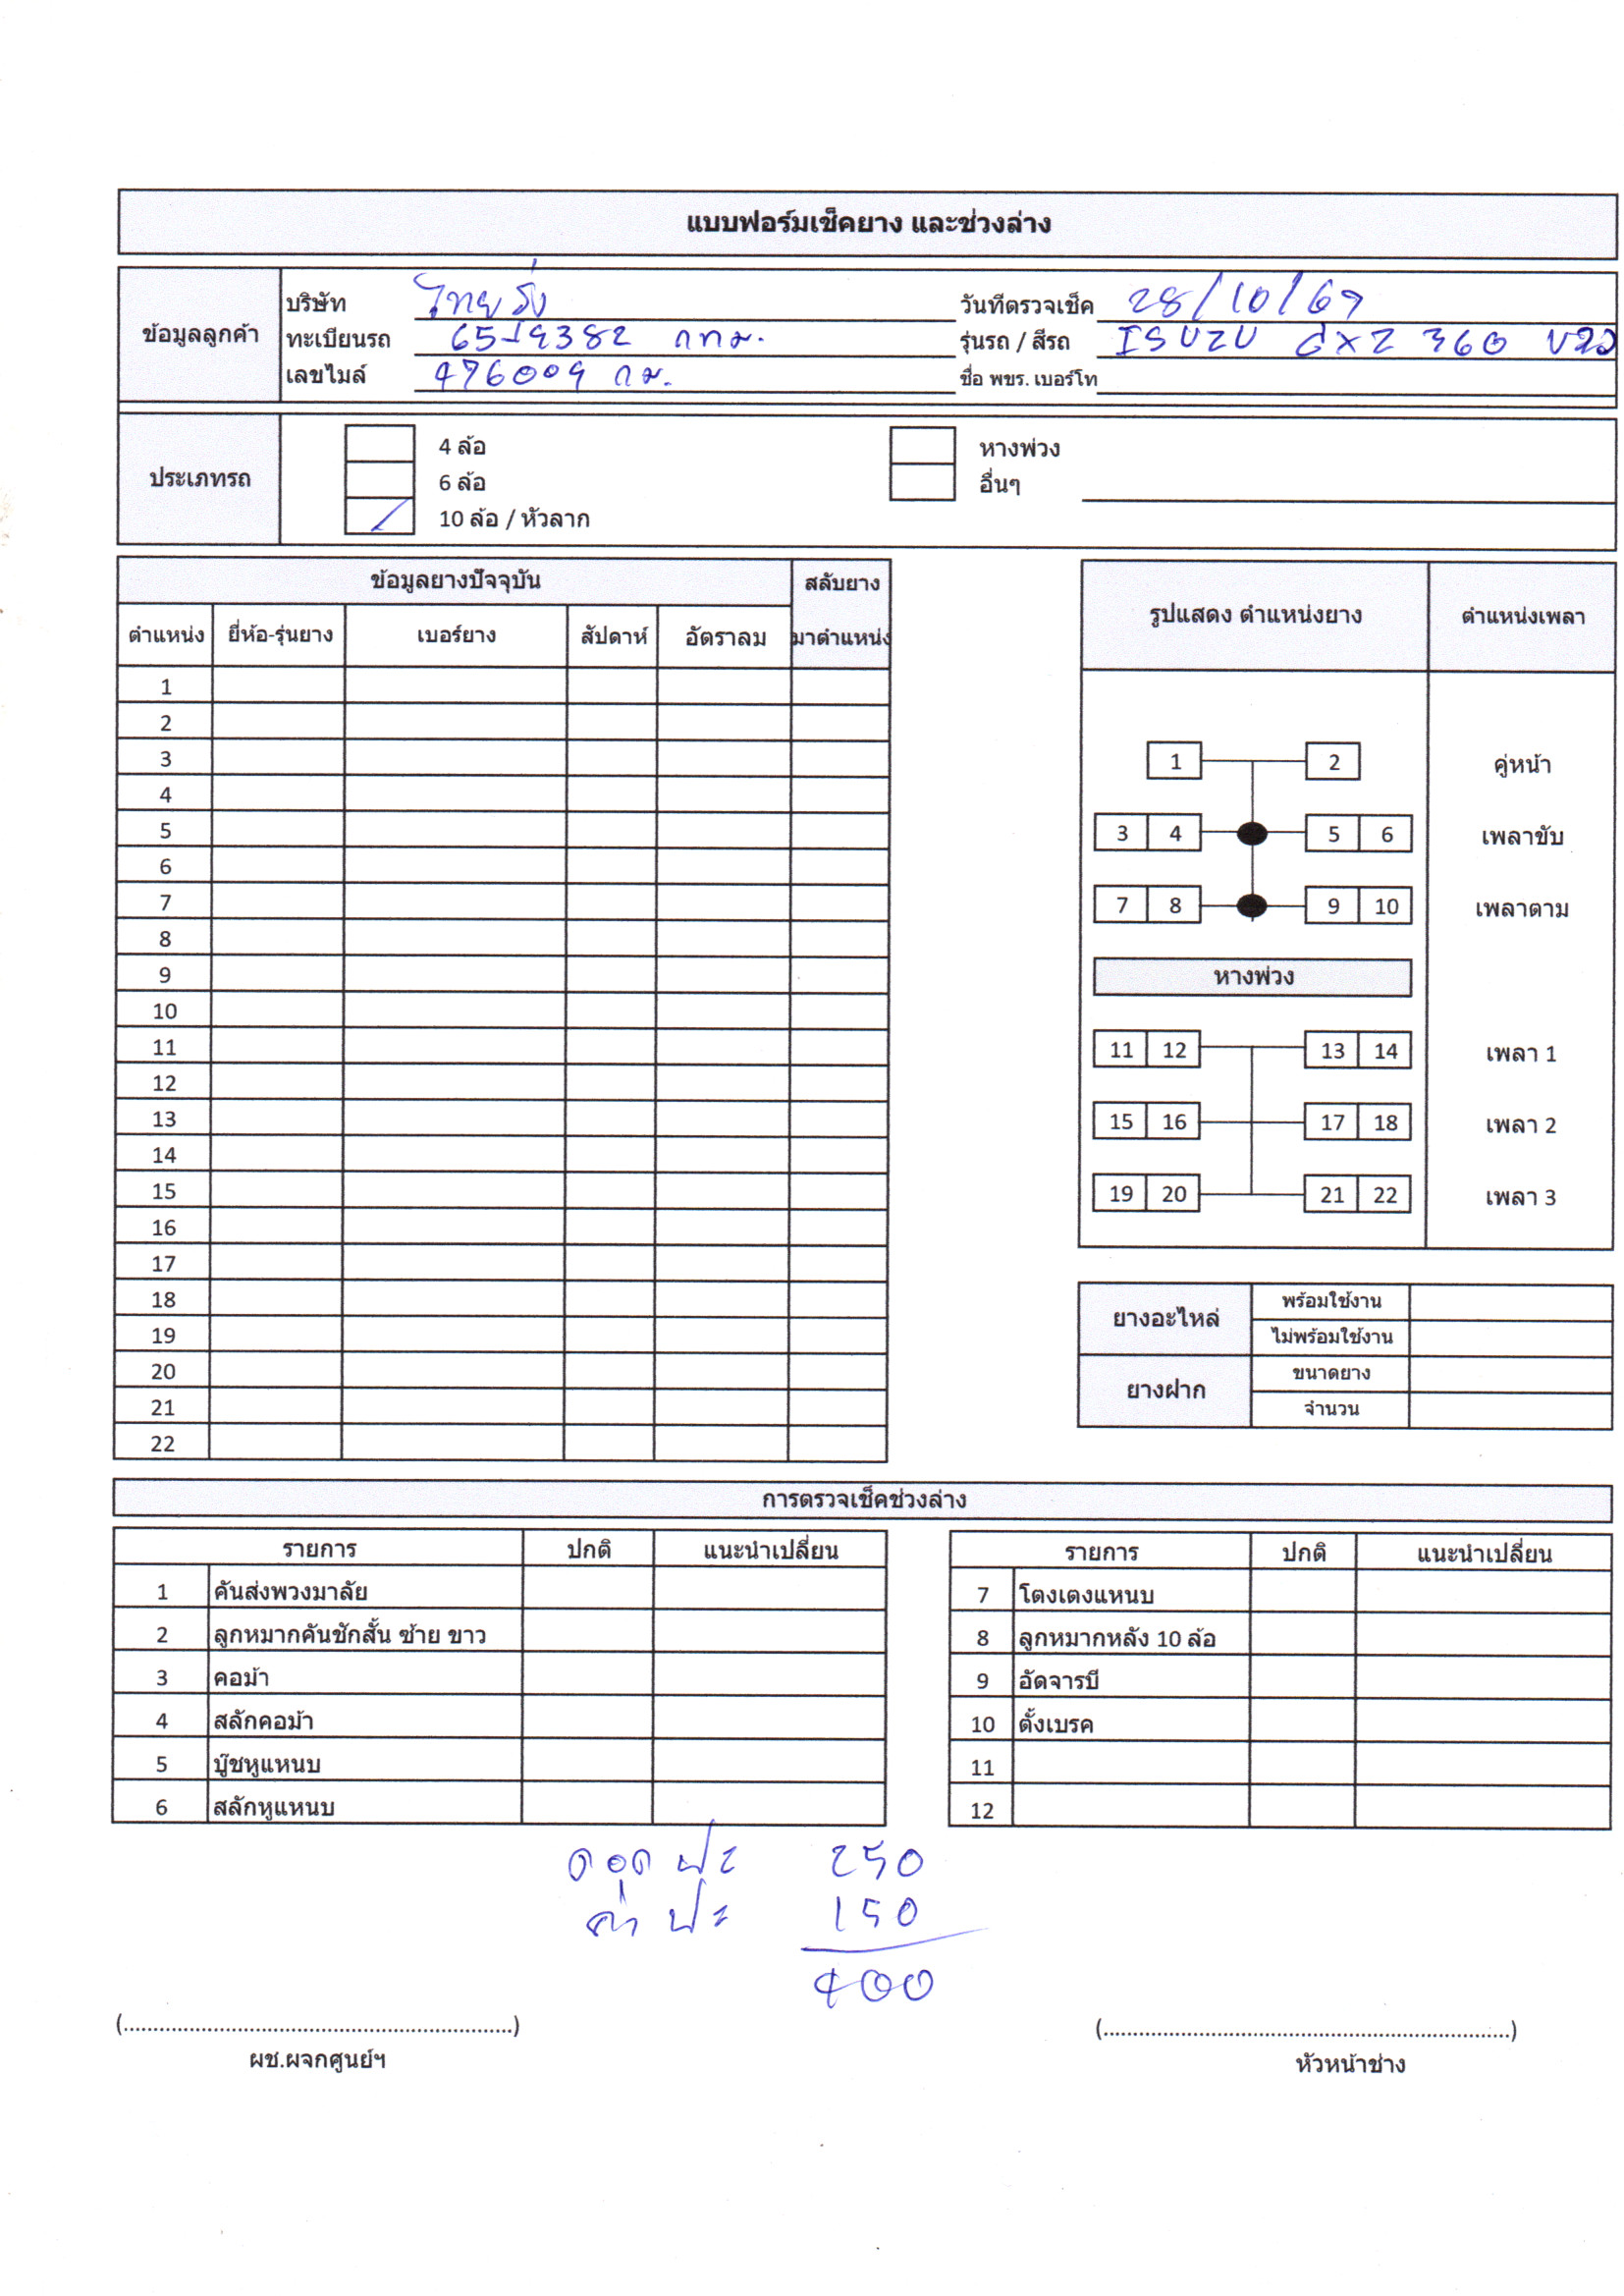 แบบฟอร์มเช็คยาง และช่วงล่าง
ข้อมูลลูกค้า
บริษัท ไทยรุ่ง วันที่ตรวจเช็ค 28/10/67
ทะเบียนรถ 65-9382 กทม. รุ่นรถ / สีรถ ISUZU GXZ 360 ขาว
เลขไมล์ 476009 กม. ชื่อ พขร. เบอร์โท
ประเภทรถ
4 ล้อ หางพ่วง
6 ล้อ อื่นๆ
10 ล้อ / หัวลาก
ข้อมูลยางปัจจุบัน สลับยาง
ตำแหน่ง ยี่ห้อ-รุ่นยาง เบอร์ยาง สัปดาห์ อัตราลม มาตำแหน่ง
1
2
3
4
5
6
7
8
9
10
11
12
13
14
15
16
17
18
19
20
21
22
รูปแสดง ตำแหน่งยาง ตำแหน่งเพลา
1 2 คู่หน้า
3 4 5 6 เพลาขับ
7 8 9 10 เพลาตาม
หางพ่วง
11 12 13 14 เพลา 1
15 16 17 18 เพลา 2
19 20 21 22 เพลา 3
ยางอะไหล่ พร้อมใช้งาน
ไม่พร้อมใช้งาน
ยางฝาก ขนาดยาง
จำนวน
การตรวจเช็คช่วงล่าง
รายการ ปกติ แนะนำเปลี่ยน รายการ ปกติ แนะนำเปลี่ยน
1 คันส่งพวงมาลัย 7 โตงเตงแหนบ
2 ลูกหมากคันชักสั้น ซ้าย ขาว 8 ลูกหมากหลัง 10 ล้อ
3 คอม้า 9 อัดจารบี
4 สลักคอม้า 10 ตั้งเบรค
5 บู๊ชหูแหนบ 11
6 สลักหูแหนบ 12
ถอด ปะ 250
ค่า ปะ 150
400
(................................................................) (................................................................)
ผช.ผจกศูนย์ฯ หัวหน้าช่าง